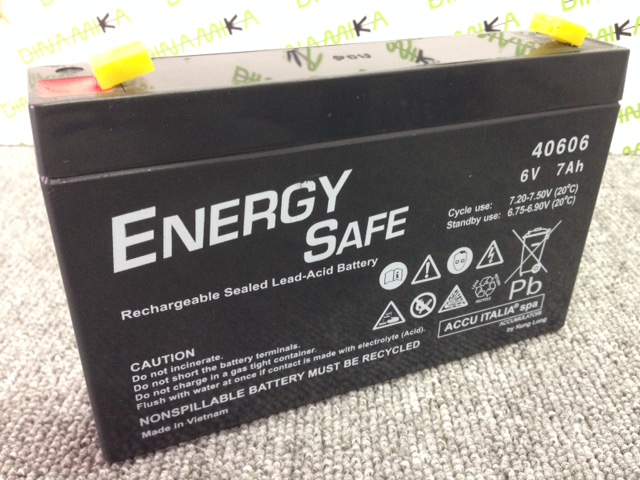 BINAMIKA
BINAMIKA
40606
6V 7Ah
Cycle use: 7.20-7.50V (20°C)
Standby use: 6.75-6.90V (20°C)
ENERGY
SAFE
Rechargeable Sealed Lead-Acid Battery
Pb
ACCU ITALIA® spa
ACCUMULATORI
by Kung Long
CAUTION
Do not incinerate.
Do not short the battery terminals.
Do not charge in a gas tight container.
Flush with water at once if contact is made with electrolyte (Acid).
NONSPILLABLE BATTERY MUST BE RECYCLED
Made in Vietnam